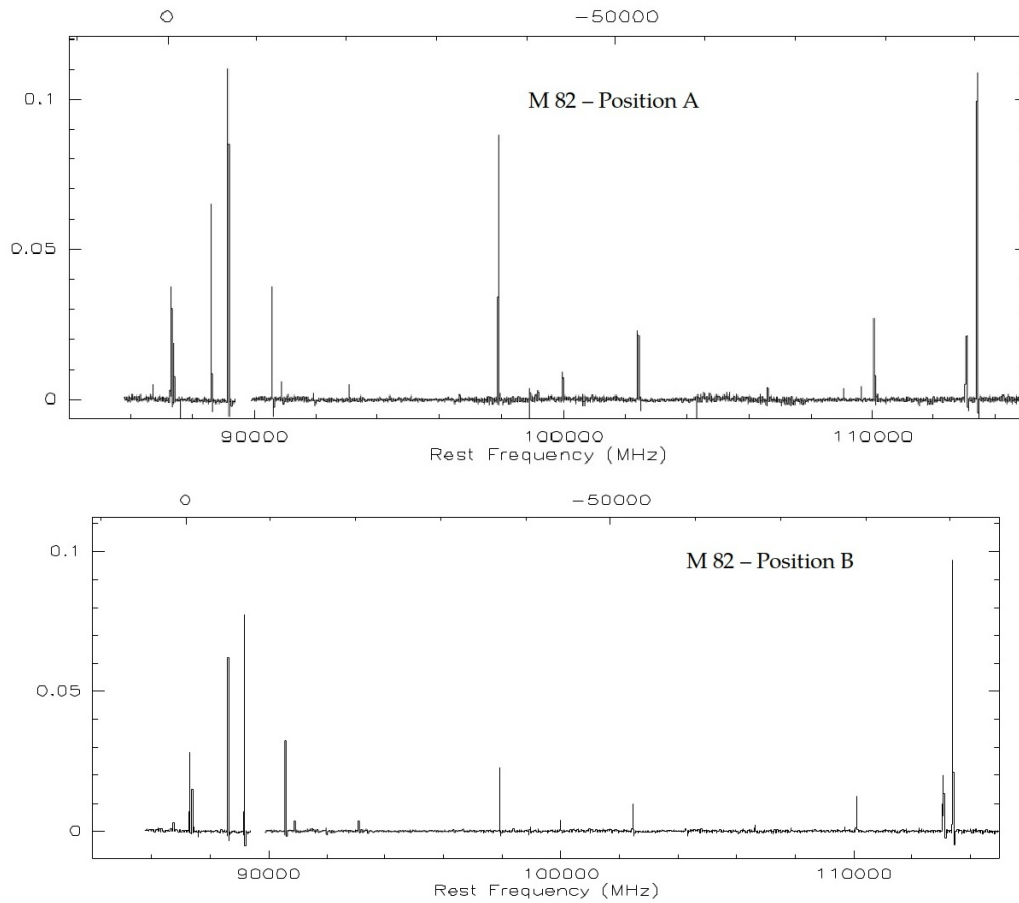 0 -50000
0.1
M 82 – Position A
0.05
0
90000 100000 110000
Rest Frequency (MHz)
0 -50000
0.1
M 82 – Position B
0.05
0
90000 100000 110000
Rest Frequency (MHz)